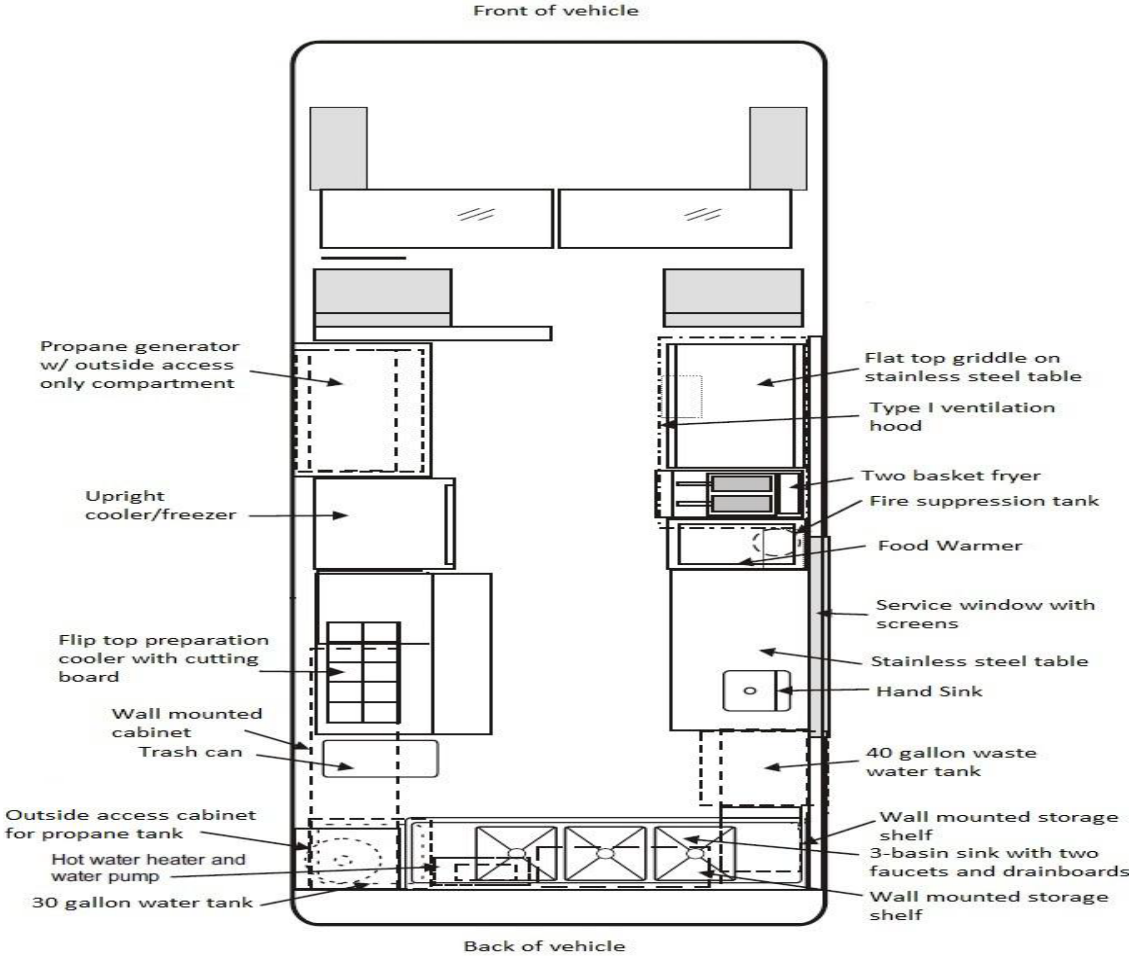 Front of vehicle
Propane generator
w/ outside access
only compartment
Upright
cooler/freezer
Flip top preparation
cooler with cutting
board
Wall mounted
cabinet
Trash can
Outside access cabinet
for propane tank
Hot water heater and
water pump
30 gallon water tank
Flat top griddle on
stainless steel table
Type I ventilation
hood
Two basket fryer
Fire suppression tank
Food Warmer
Service window with
screens
Stainless steel table
Hand Sink
40 gallon waste
water tank
Wall mounted storage
shelf
3-basin sink with two
faucets and drainboards
Wall mounted storage
shelf
Back of vehicle